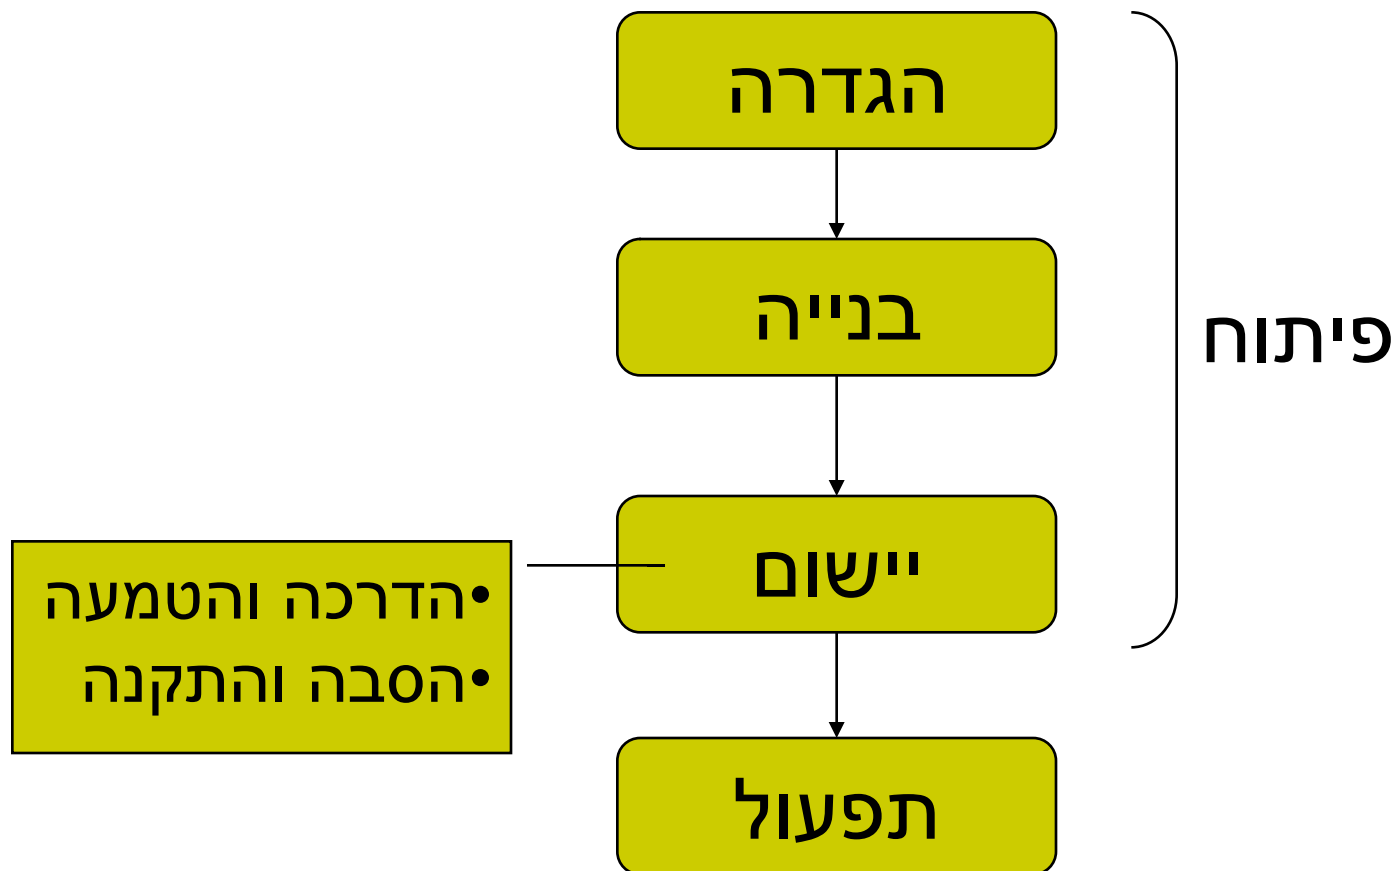 הגדרה
בנייה
פיתוח
יישום
•הדרכה והטמעה
•הסבה והתקנה
תפעול